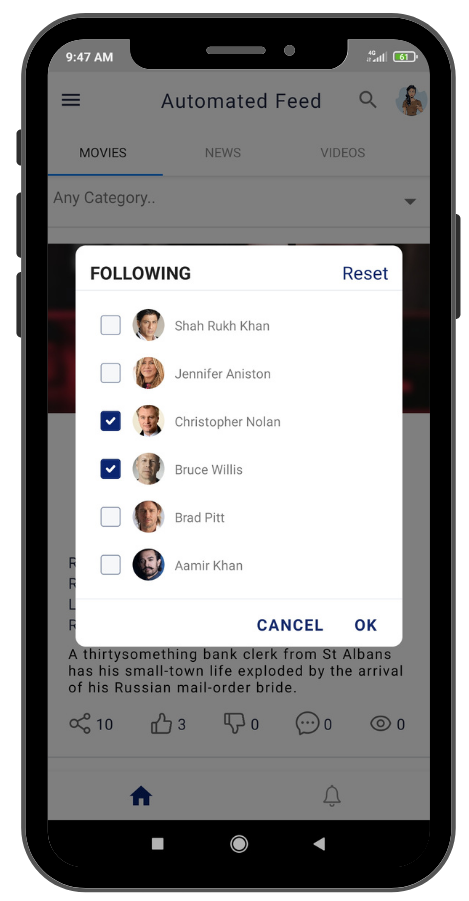 9:47 AM
4G
61
Automated Feed
MOVIES
NEWS
VIDEOS
Any Category..
FOLLOWING
Reset
Shah Rukh Khan
Jennifer Aniston
Christopher Nolan
Bruce Willis
Brad Pitt
Aamir Khan
CANCEL
OK
A thirtysomething bank clerk from St Albans
has his small-town life exploded by the arrival
of his Russian mail-order bride.
10
3
0
0
0